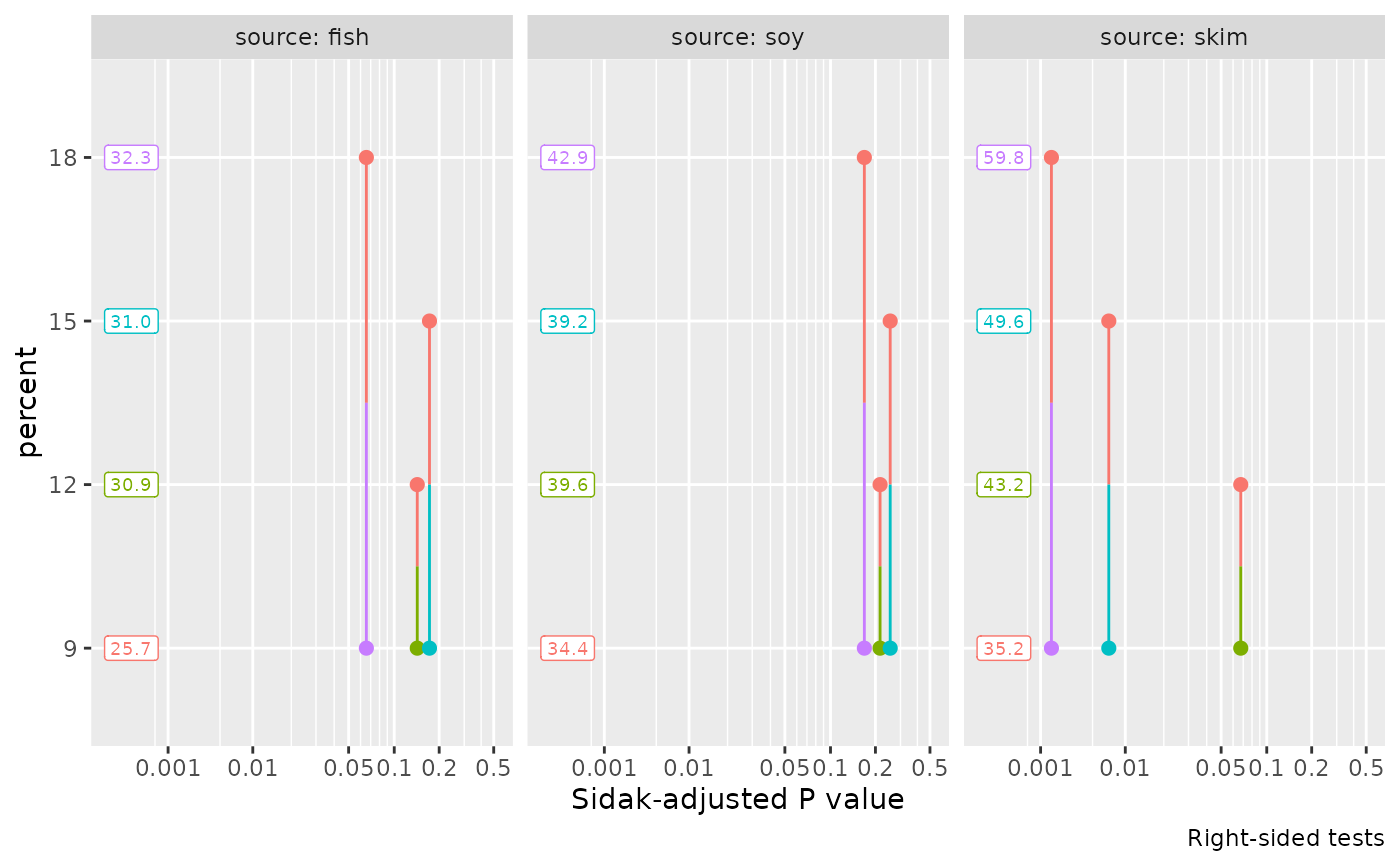 source: fish source: soy source: skim
18 32.3 42.9 59.8
15 31.0 39.2 49.6
percent
12 30.9 39.6 43.2
9 25.7 34.4 35.2
0.001 0.01 0.05 0.1 0.2 0.5 0.001 0.01 0.05 0.1 0.2 0.5 0.001 0.01 0.05 0.1 0.2 0.5
Sidak-adjusted P value
Right-sided tests